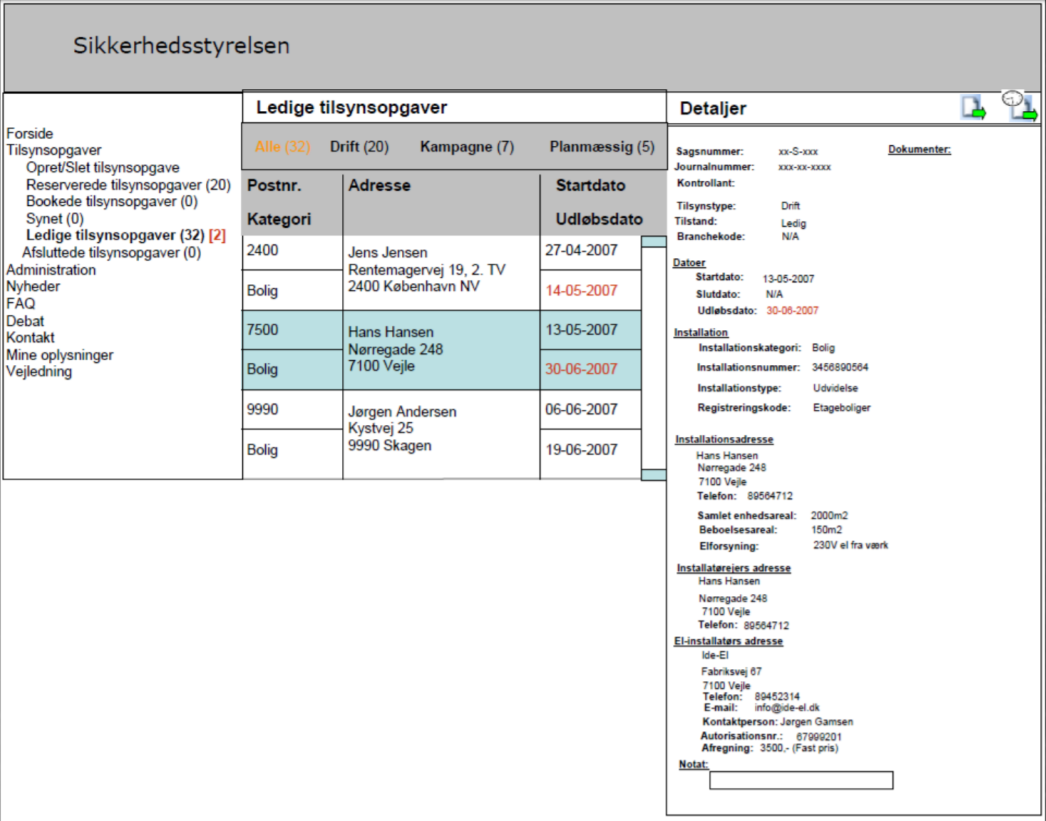 Sikkerhedsstyrelsen
Forside
Tilsynsopgaver
Opret/Slet tilsynsopgave
Reserverede tilsynsopgaver (20)
Bookede tilsynsopgaver (0)
Synet (0)
Ledige tilsynsopgaver (32) [2]
Afsluttede tilsynsopgaver (0)
Administration
Nyheder
FAQ
Debat
Kontakt
Mine oplysninger
Vejledning
Ledige tilsynsopgaver
Alle (32) Drift (20) Kampagne (7) Planmæssig (5)
Postnr. Adresse Startdato
Kategori Udløbsdato
2400 Jens Jensen 27-04-2007
Rentemagervej 19, 2. TV
Bolig 2400 København NV 14-05-2007
7500 Hans Hansen 13-05-2007
Nørregade 248
Bolig 7100 Vejle 30-06-2007
9990 Jørgen Andersen 06-06-2007
Kystvej 25
Bolig 9990 Skagen 19-06-2007
Detaljer
Sagsnummer: xx-S-xxx Dokumenter:
Journalnummer: xxx-xx-xxxx
Kontrollant:
Tilsynstype: Drift
Tilstand: Ledig
Branchekode: N/A
Datoer
Startdato: 13-05-2007
Slutdato: N/A
Udløbsdato: 30-06-2007
Installation
Installationskategori: Bolig
Installationsnummer: 3456890564
Installationstype: Udvidelse
Registreringskode: Etageboliger
Installationsadresse
Hans Hansen
Nørregade 248
7100 Vejle
Telefon: 89564712
Samlet enhedsareal: 2000m2
Beboelsesareal: 150m2
Elforsyning: 230V el fra værk
Installatørejers adresse
Hans Hansen
Nørregade 248
7100 Vejle
Telefon: 89564712
El-installatørs adresse
Ide-El
Fabriksvej 67
7100 Vejle
Telefon: 89452314
E-mail: info@ide-el.dk
Kontaktperson: Jørgen Gamsen
Autorisationsnr.: 67999201
Afregning: 3500,- (Fast pris)
Notat: